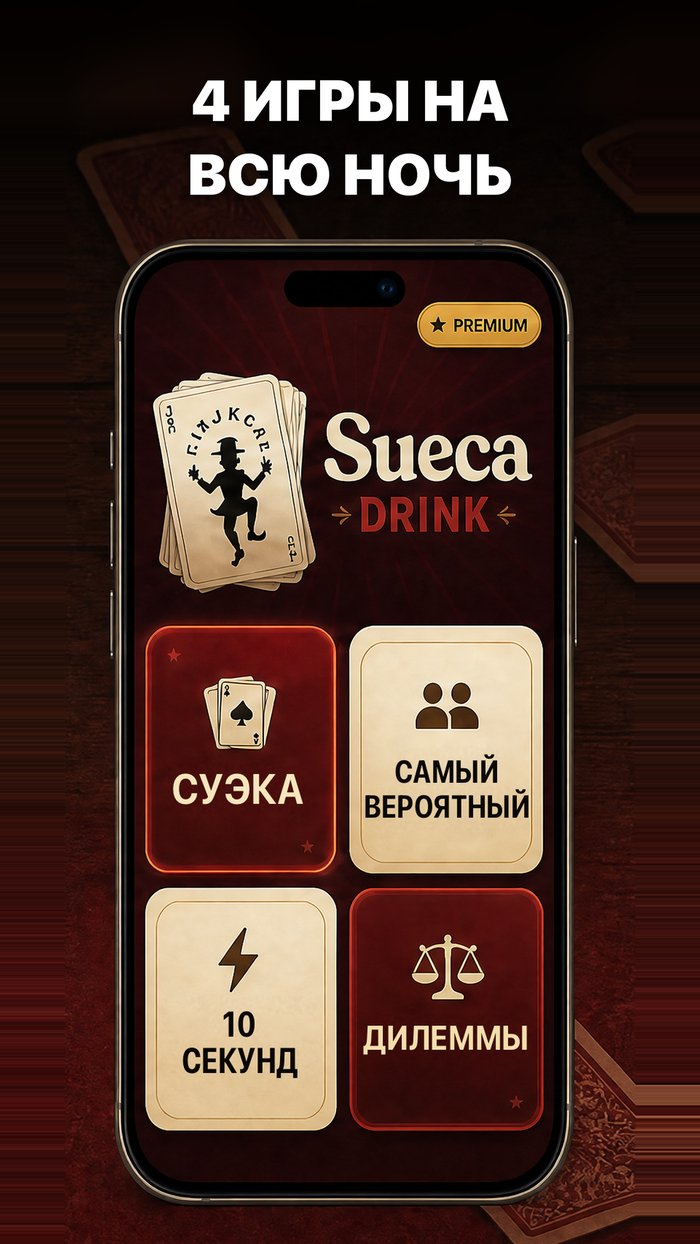 4 ИГРЫ НА
ВСЮ НОЧЬ
PREMIUM
Sueca
DRINK
СУЭКА
САМЫЙ
ВЕРОЯТНЫЙ
10
СЕКУНД
ДИЛЕММЫ